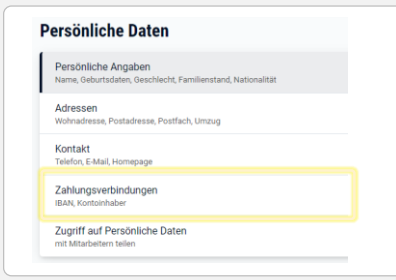 Persönliche Daten
Persönliche Angaben
Name, Geburtsdaten, Geschlecht, Familienstand, Nationalität
Adressen
Wohnadresse, Postadresse, Postfach, Umzug
Kontakt
Telefon, E-Mail, Homepage
Zahlungsverbindungen
IBAN, Kontoinhaber
Zugriff auf Persönliche Daten
mit Mitarbeitern teilen